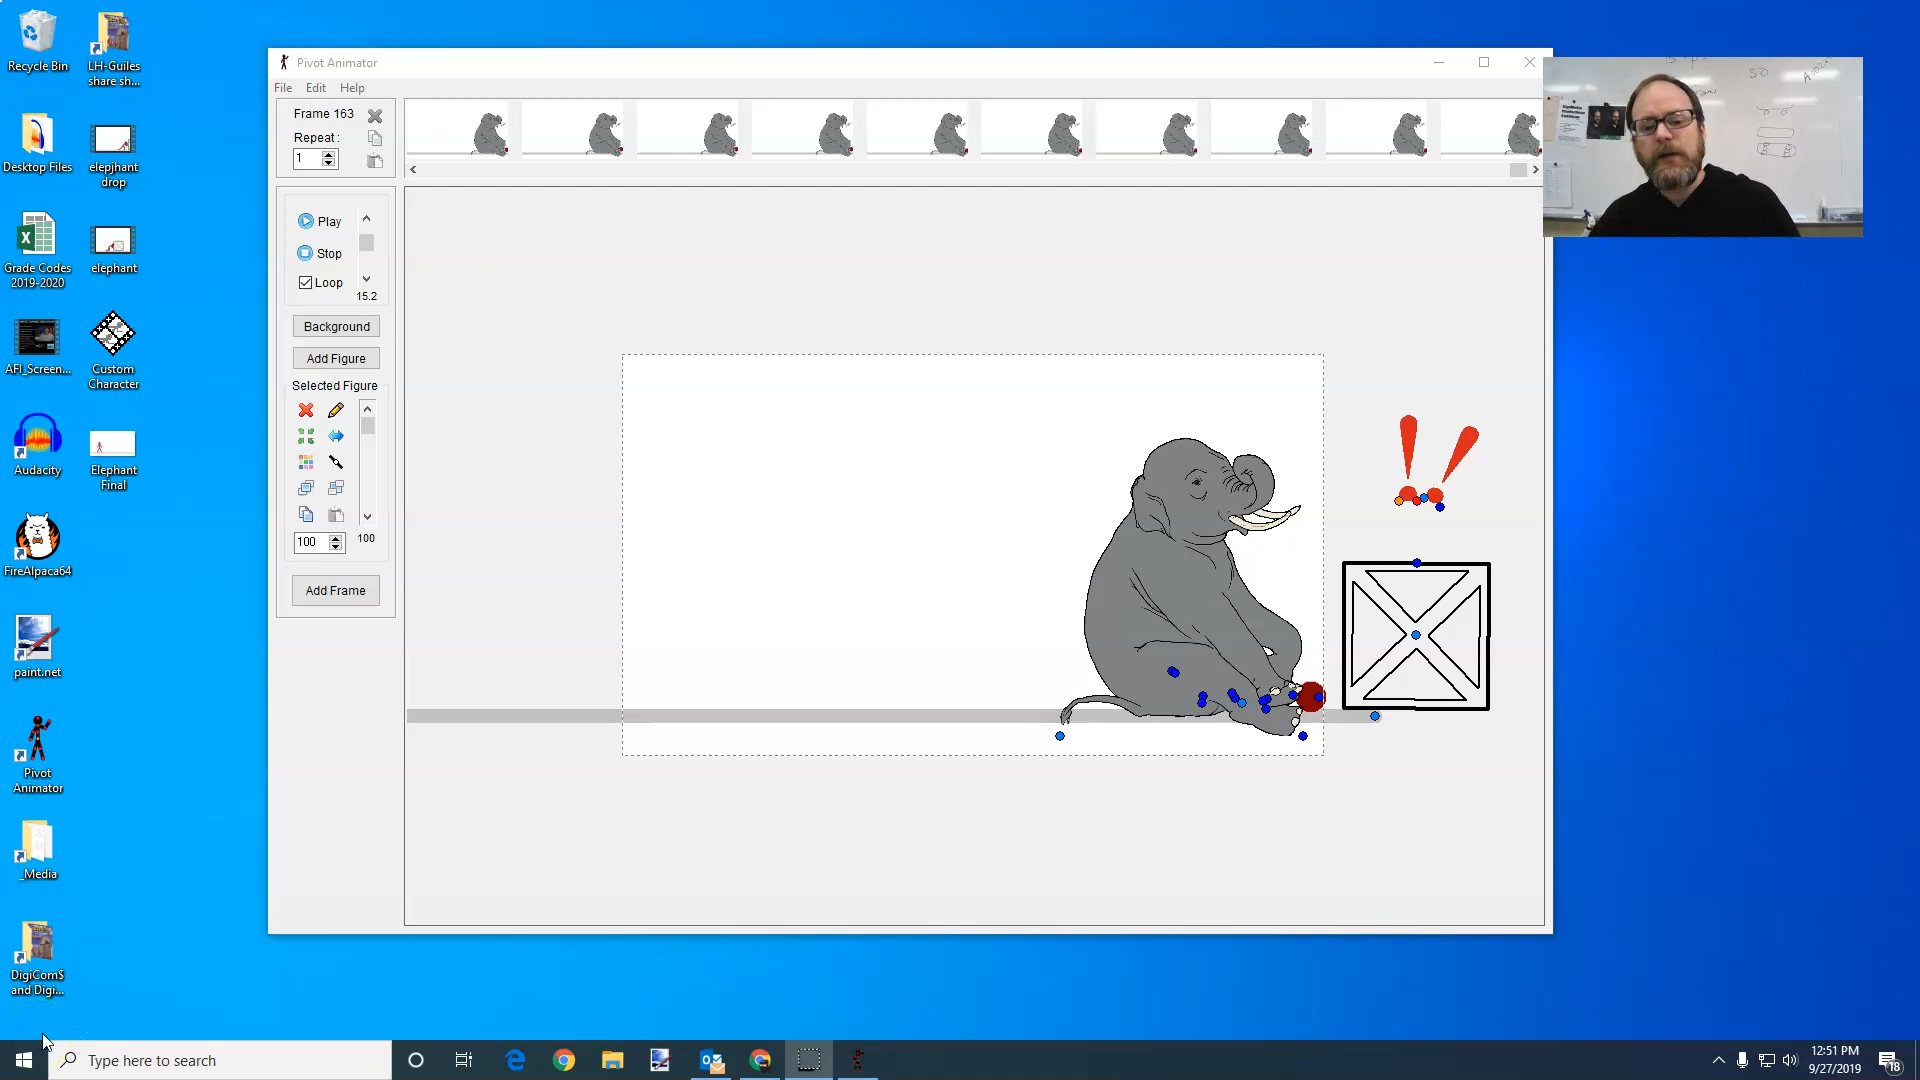 Recycle Bin
LH-Guiles
share sh...
Desktop Files
elepjhant
drop
Grade Codes
2019-2020
elephant
AFI_Screen...
Custom
Character
Audacity
Elephant
Final
FireAlpaca64
paint.net
Pivot
Animator
_Media
DigiCom$
and Digi...
Pivot Animator
File Edit Help
Frame 163
Repeat :
1
Play
Stop
Loop
15.2
Background
Add Figure
Selected Figure
100
100
Add Frame
50
Type here to search
12:51 PM
9/27/2019
18